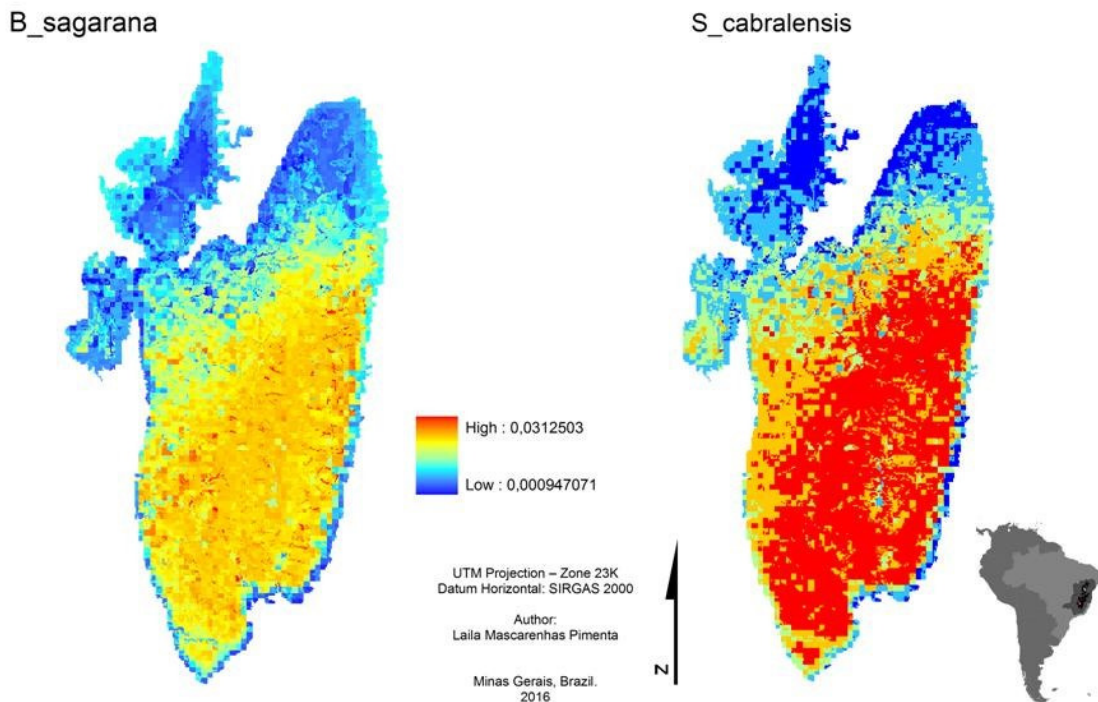 B_sagarana
S_cabralensis
High : 0,0312503
Low : 0,000947071
UTM Projection – Zone 23K
Datum Horizontal: SIRGAS 2000
Author:
Laila Mascarenhas Pimenta
Minas Gerais, Brazil.
2016
N